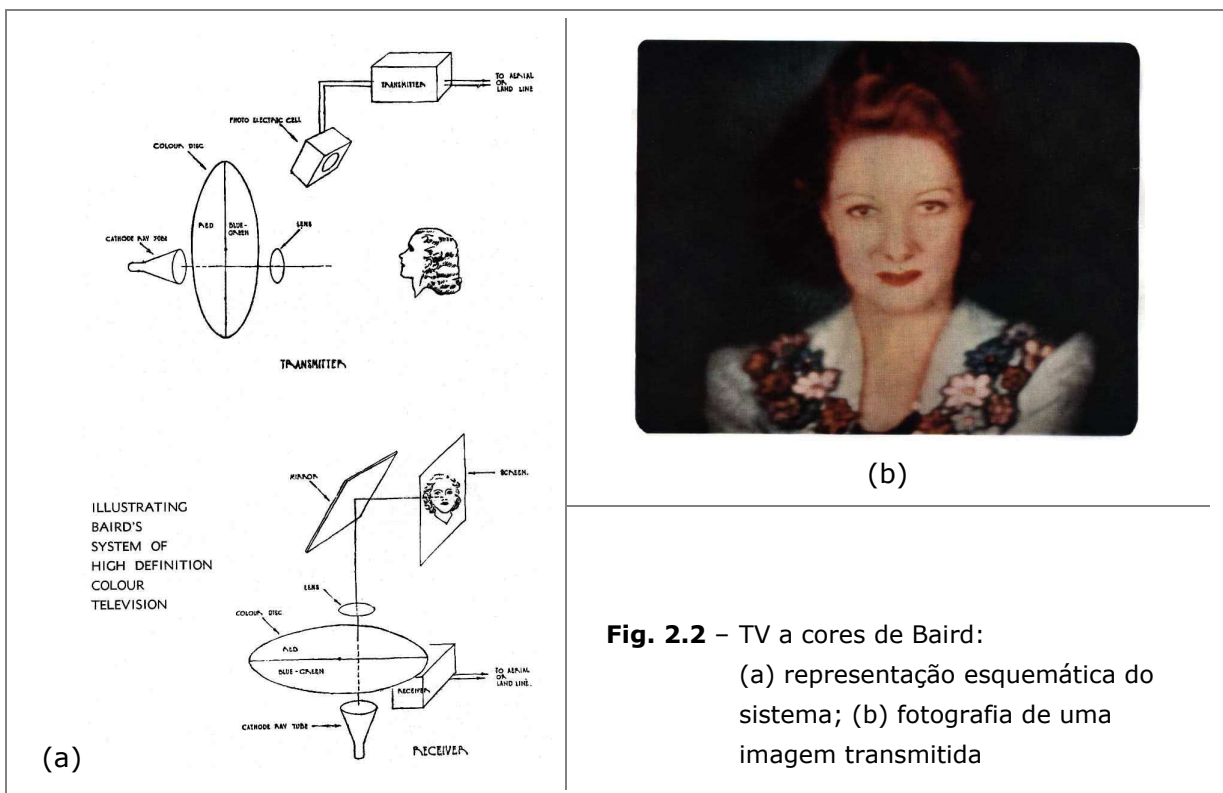 TO AERIAL
OR
LAND LINE
TRANSMITTER
PHOTO ELECTRIC CELL
COLOUR DISC
RED
BLUE-
GREEN
LENS
CATHODE RAY TUBE
TRANSMITTER
MIRROR
SCREEN.
ILLUSTRATING
BAIRD'S
SYSTEM OF
HIGH DEFINITION
COLOUR
TELEVISION
LENS
COLOUR DISC
RED
BLUE-GREEN
RECEIVER
TO AERIAL
OR
LAND LINE.
CATHODE RAY TUBE
RECEIVER
(a)
(b)
Fig. 2.2 – TV a cores de Baird:
(a) representação esquemática do
sistema; (b) fotografia de uma
imagem transmitida